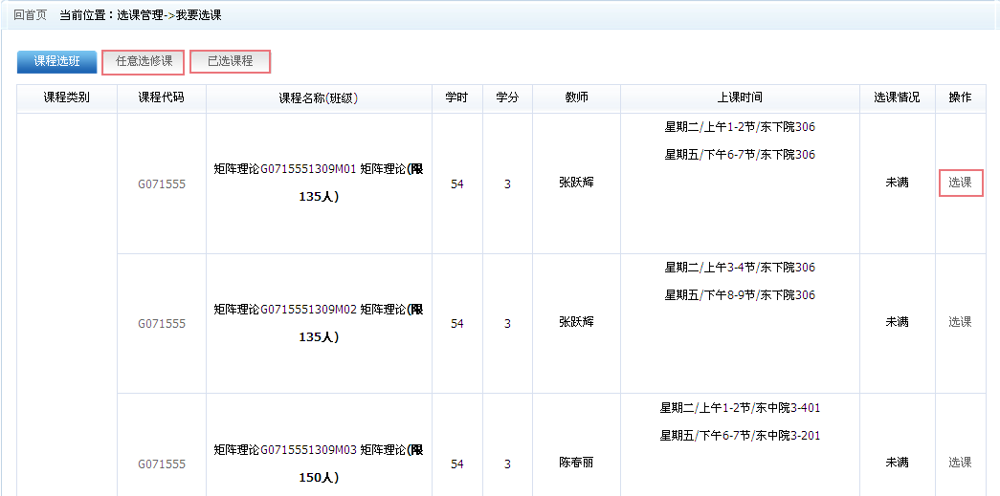 回首页 当前位置：选课管理->我要选课
课程选班 任意选修课 已选课程
课程类别 课程代码 课程名称(班级) 学时 学分 教师 上课时间 选课情况 操作
G071555 矩阵理论G0715551309M01 矩阵理论(限135人) 54 3 张跃辉 星期二/上午1-2节/东下院306 星期五/下午6-7节/东下院306 未满 选课
G071555 矩阵理论G0715551309M02 矩阵理论(限135人) 54 3 张跃辉 星期二/上午3-4节/东下院306 星期五/下午8-9节/东下院306 未满 选课
G071555 矩阵理论G0715551309M03 矩阵理论(限150人) 54 3 陈春丽 星期二/上午1-2节/东中院3-401 星期五/下午6-7节/东中院3-201 未满 选课